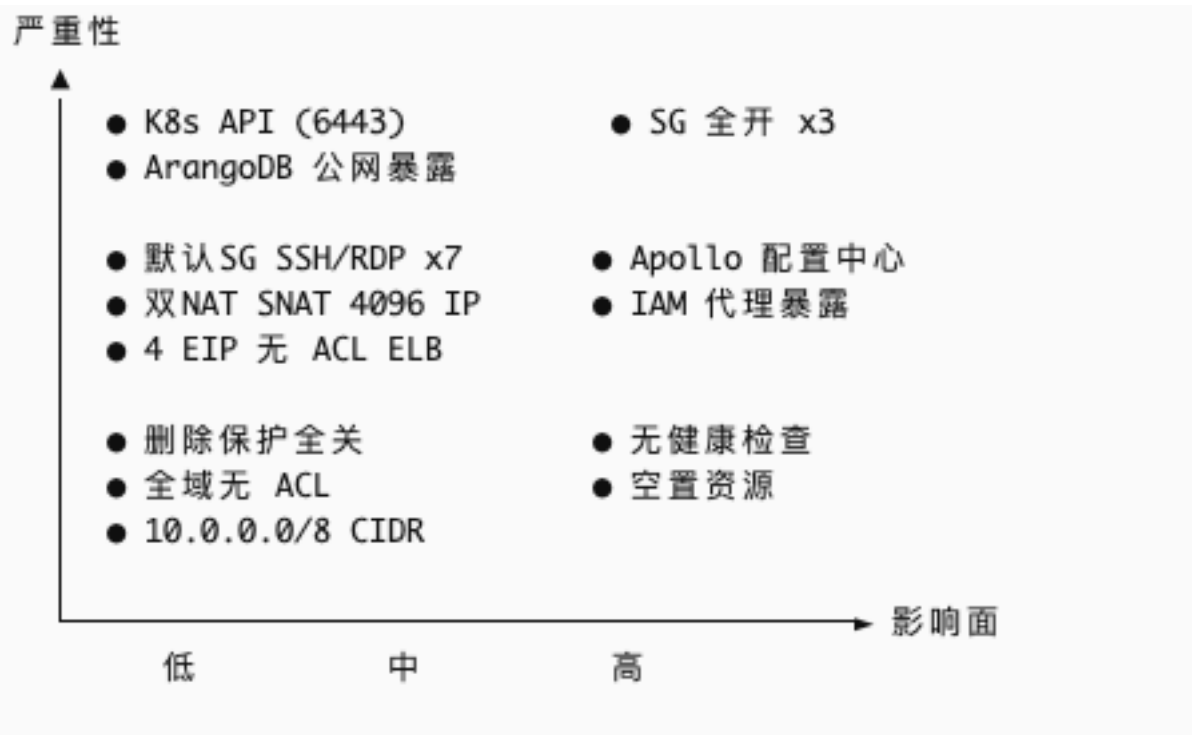 严重性
● K8s API (6443) ● SG 全开 x3
● ArangoDB 公网暴露
● 默认SG SSH/RDP x7 ● Apollo 配置中心
● 双NAT SNAT 4096 IP ● IAM 代理暴露
● 4 EIP 无 ACL ELB
● 删除保护全关 ● 无健康检查
● 全域无 ACL ● 空置资源
● 10.0.0.0/8 CIDR
影响面
低 中 高